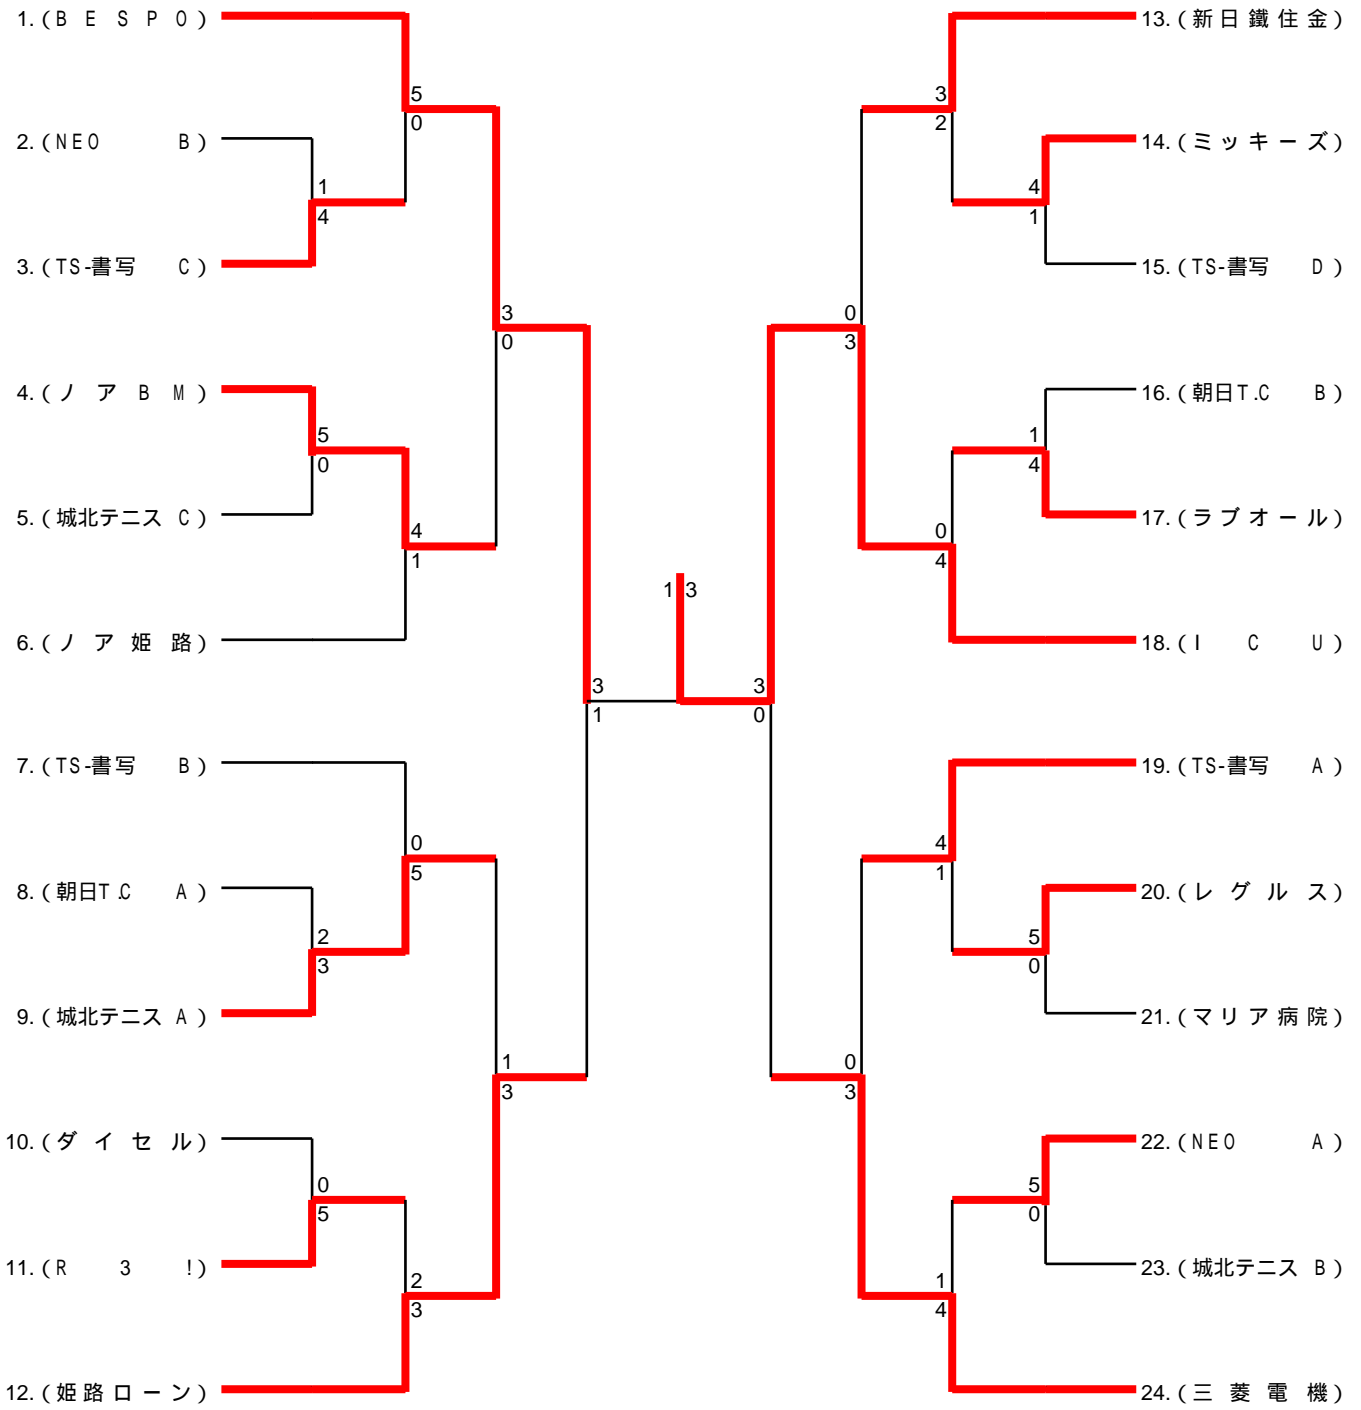 1.(BESPO)
5
0
2.(NEO B)
1
4
3.(TS-書写 C)
3
0
4.(ノアBM)
5
0
5.(城北テニス C)
4
1
6.(ノア姫路)
3
1
7.(TS-書写 B)
0
5
8.(朝日T.C A)
2
3
9.(城北テニス A)
1
3
10.(ダイセル)
0
5
11.(R3!)
2
3
12.(姫路ローン)
1 3
13.(新日鐵住金)
3
2
14.(ミッキーズ)
4
1
15.(TS-書写 D)
0
3
16.(朝日T.C B)
1
4
17.(ラブオール)
0
4
18.(ICU)
3
0
19.(TS-書写 A)
4
1
20.(レグルス)
5
0
21.(マリア病院)
0
3
22.(NEO A)
5
0
23.(城北テニス B)
1
4
24.(三菱電機)